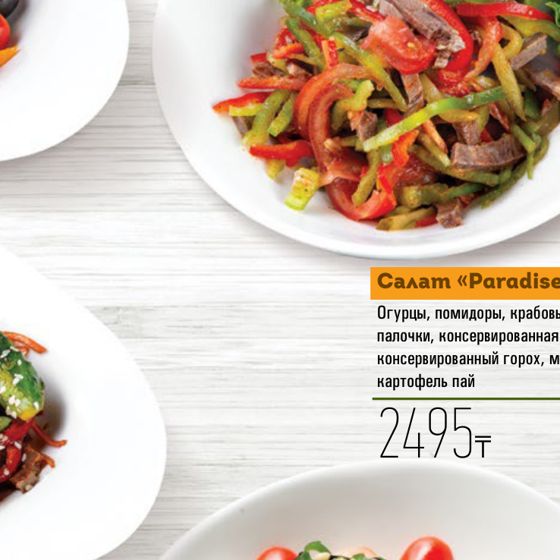 Салат «Paradise
Огурцы, помидоры, крабовы
палочки, консервированная
консервированный горох, м
картофель пай
2495₸